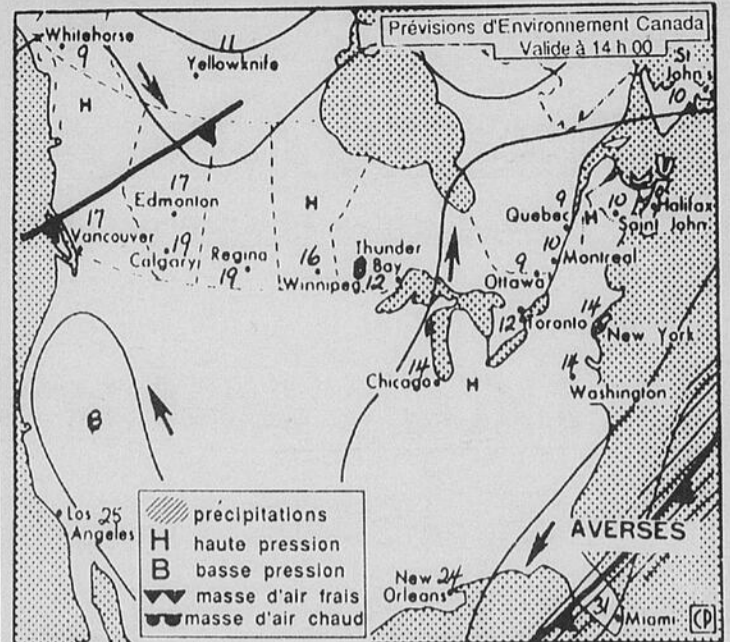 Prévisions d'Environnement Canada
Valide à 14 h 00
Whitehorse
9
11
Yellowknife
St
John's
10
H
17
Edmonton
H
9
Quebec
H
10
Halifax
9
Saint John
17
Vancouver
19
Calgary
Regina
19
16
Winnipeg
Thunder
Bay
12
10
Montreal
9
Ottawa
12
Toronto
14
New York
14
Chicago
H
14
Washington
B
Los
Angeles
25
précipitations
H haute pression
B basse pression
masse d'air frais
masse d'air chaud
AVERSES
New
Orleans
24
31
Miami
CP